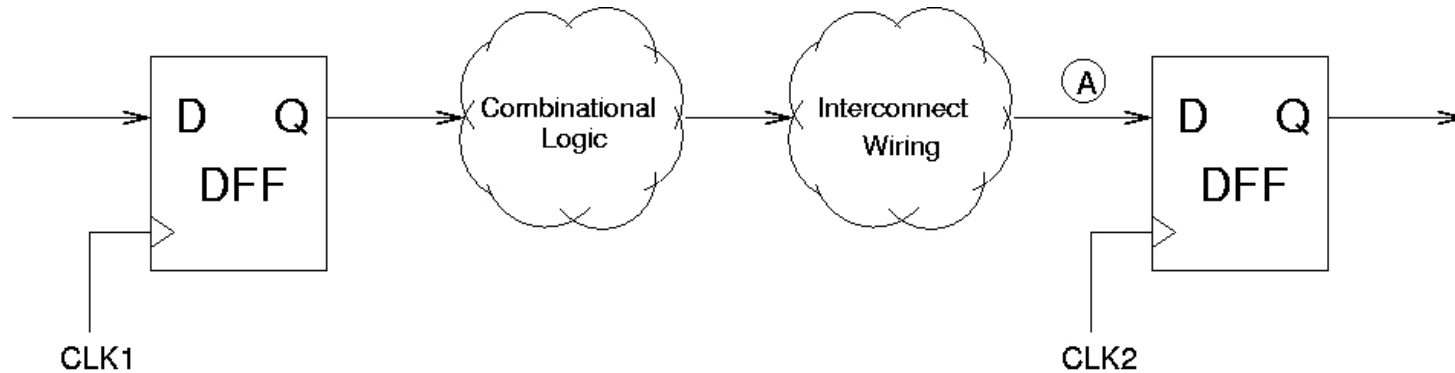 D Q
DFF
CLK1
Combinational
Logic
Interconnect
Wiring
A
D Q
DFF
CLK2